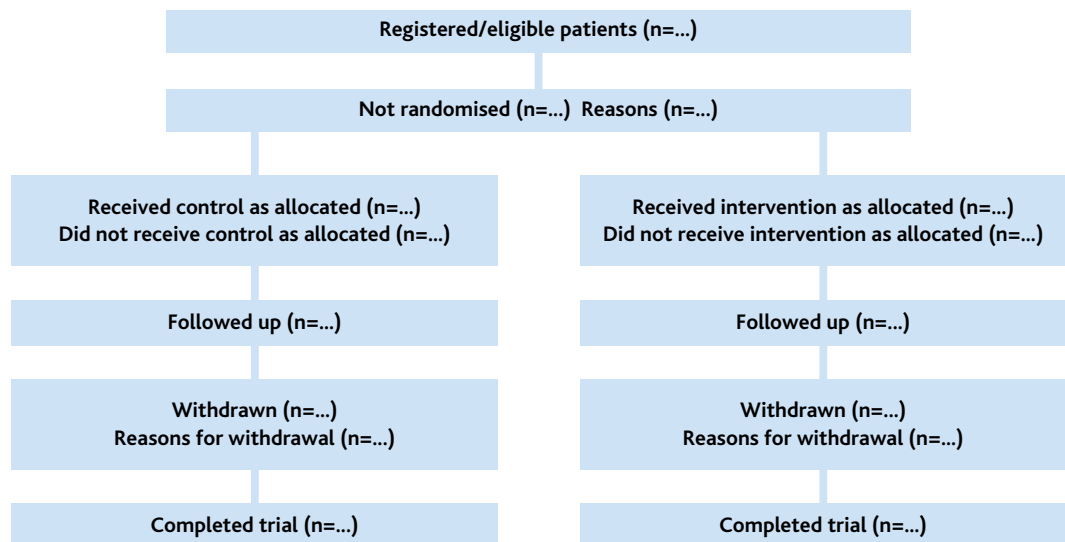 Registered/eligible patients (n=...)
Not randomised (n=...) Reasons (n=...)
Received control as allocated (n=...)
Did not receive control as allocated (n=...)
Received intervention as allocated (n=...)
Did not receive intervention as allocated (n=...)
Followed up (n=...)
Followed up (n=...)
Withdrawn (n=...)
Reasons for withdrawal (n=...)
Withdrawn (n=...)
Reasons for withdrawal (n=...)
Completed trial (n=...)
Completed trial (n=...)